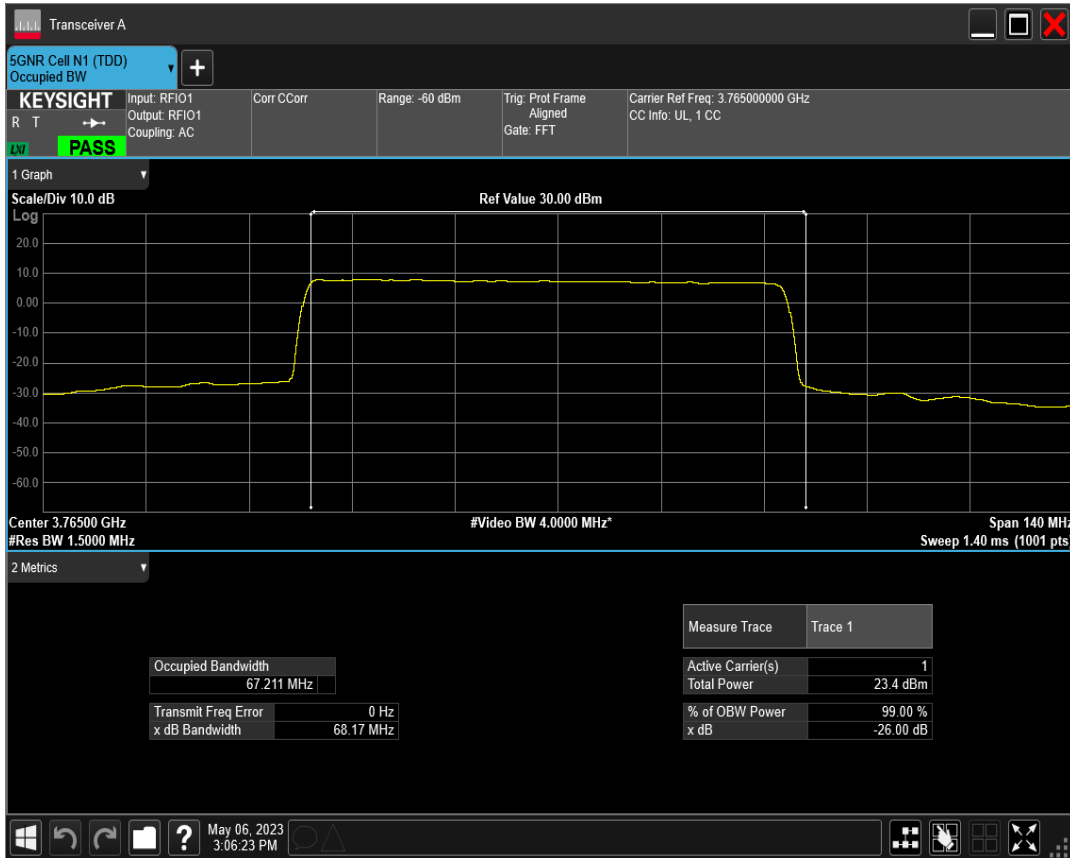 Transceiver A
5GNR Cell N1 (TDD)
Occupied BW
+
KEYSIGHT
R T
LXI
PASS
Input: RFIO1
Output: RFIO1
Coupling: AC
Corr CCorr
Range: -60 dBm
Trig: Prot Frame
Aligned
Gate: FFT
Carrier Ref Freq: 3.765000000 GHz
CC Info: UL, 1 CC
1 Graph
Scale/Div 10.0 dB
Ref Value 30.00 dBm
Log
20.0
10.0
0.00
-10.0
-20.0
-30.0
-40.0
-50.0
-60.0
Center 3.76500 GHz
#Video BW 4.0000 MHz*
Span 140 MHz
#Res BW 1.5000 MHz
Sweep 1.40 ms (1001 pts)
2 Metrics
Measure Trace Trace 1
Occupied Bandwidth
67.211 MHz
Active Carrier(s) 1
Total Power 23.4 dBm
Transmit Freq Error 0 Hz
x dB Bandwidth 68.17 MHz
% of OBW Power 99.00 %
x dB -26.00 dB
?
May 06, 2023
3:06:23 PM